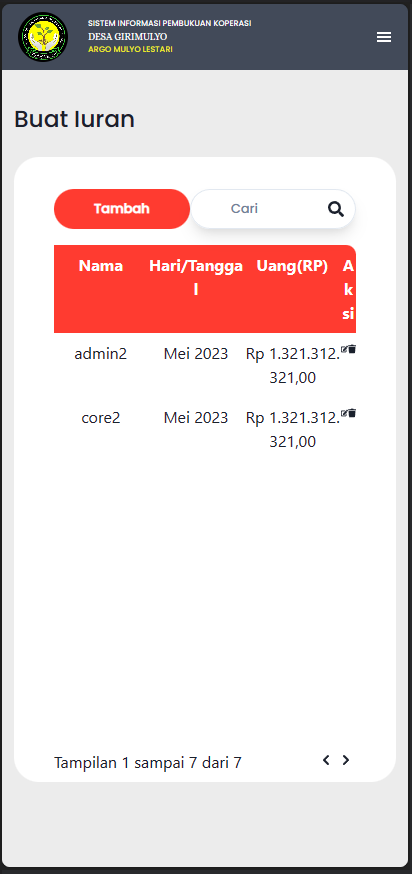 SISTEM INFORMASI PEMBUKUAN KOPERASI
DESA GIRIMULYO
ARGO MULYO LESTARI
Buat Iuran
Tambah
Cari
Nama Hari/Tangga Uang(RP) A
l k
si
admin2 Mei 2023 Rp 1.321.312.
321,00
core2 Mei 2023 Rp 1.321.312.
321,00
Tampilan 1 sampai 7 dari 7